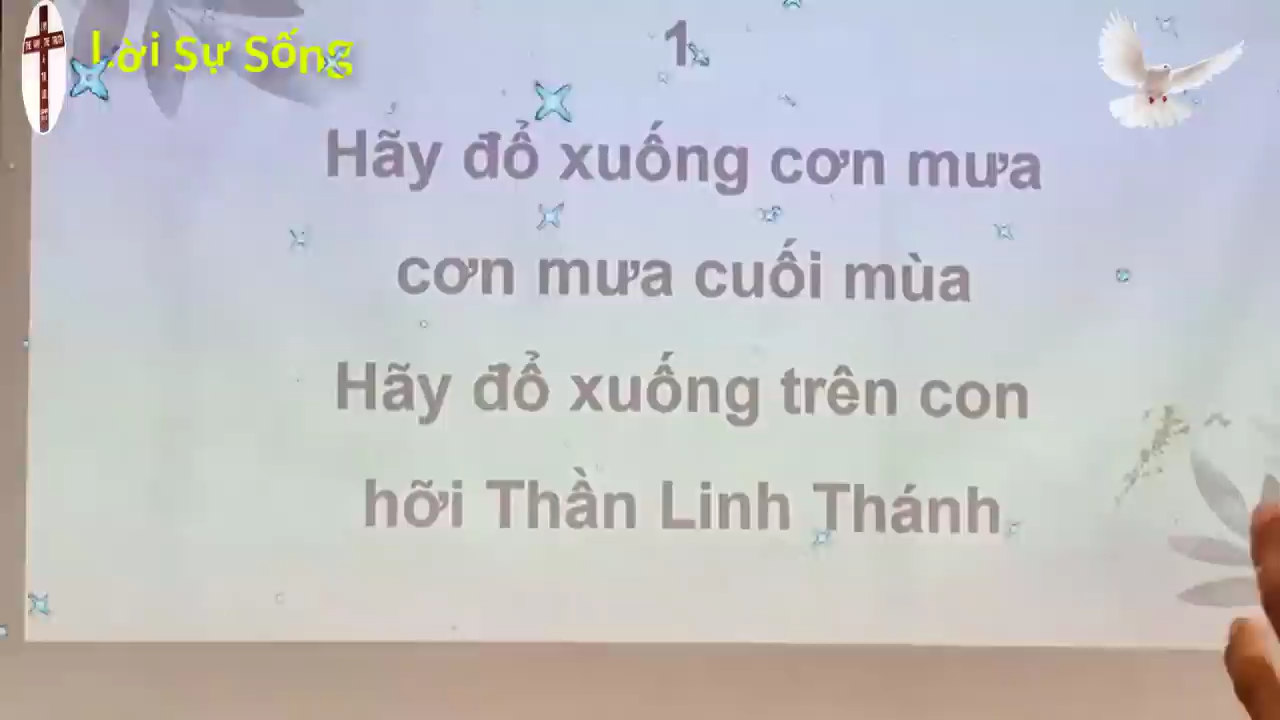 Lời Sự Sống
1.
Hãy đổ xuống cơn mưa
cơn mưa cuối mùa
Hãy đổ xuống trên con
hỡi Thần Linh Thánh